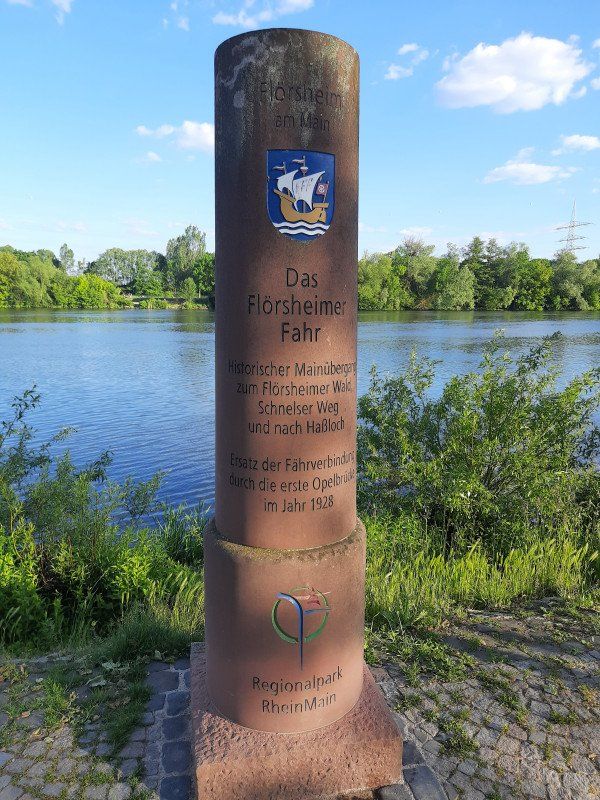 Flörsheim
am Main
Das
Flörsheimer
Fahr
Historischer Mainübergang
zum Flörsheimer Wald,
Schnelser Weg
und nach Haßloch
Ersatz der Fährverbindung
durch die erste Opelbrücke
im Jahr 1928
Regionalpark
RheinMain